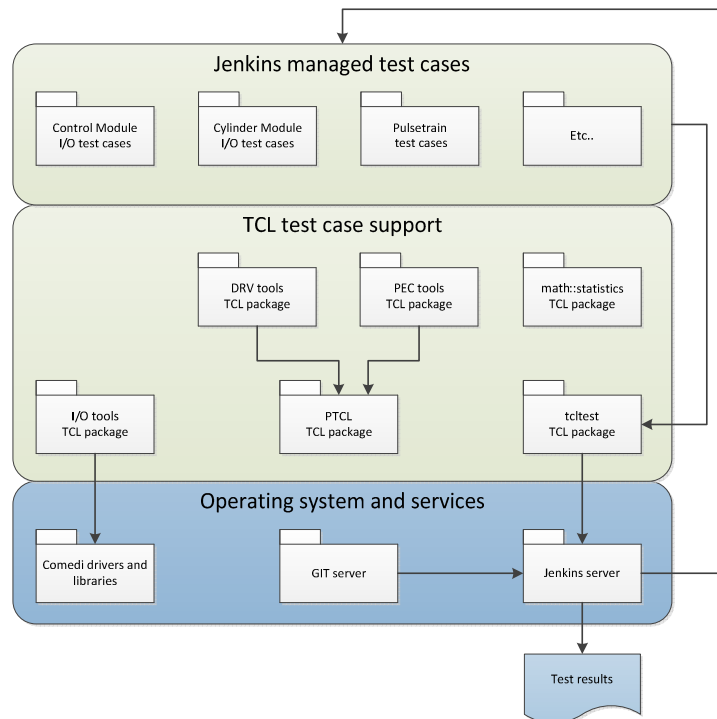 Jenkins managed test cases
Control Module
I/O test cases
Cylinder Module
I/O test cases
Pulsetrain
test cases
Etc..
TCL test case support
DRV tools
TCL package
PEC tools
TCL package
math::statistics
TCL package
I/O tools
TCL package
PTCL
TCL package
tcltest
TCL package
Operating system and services
Comedi drivers and
libraries
GIT server
Jenkins server
Test results